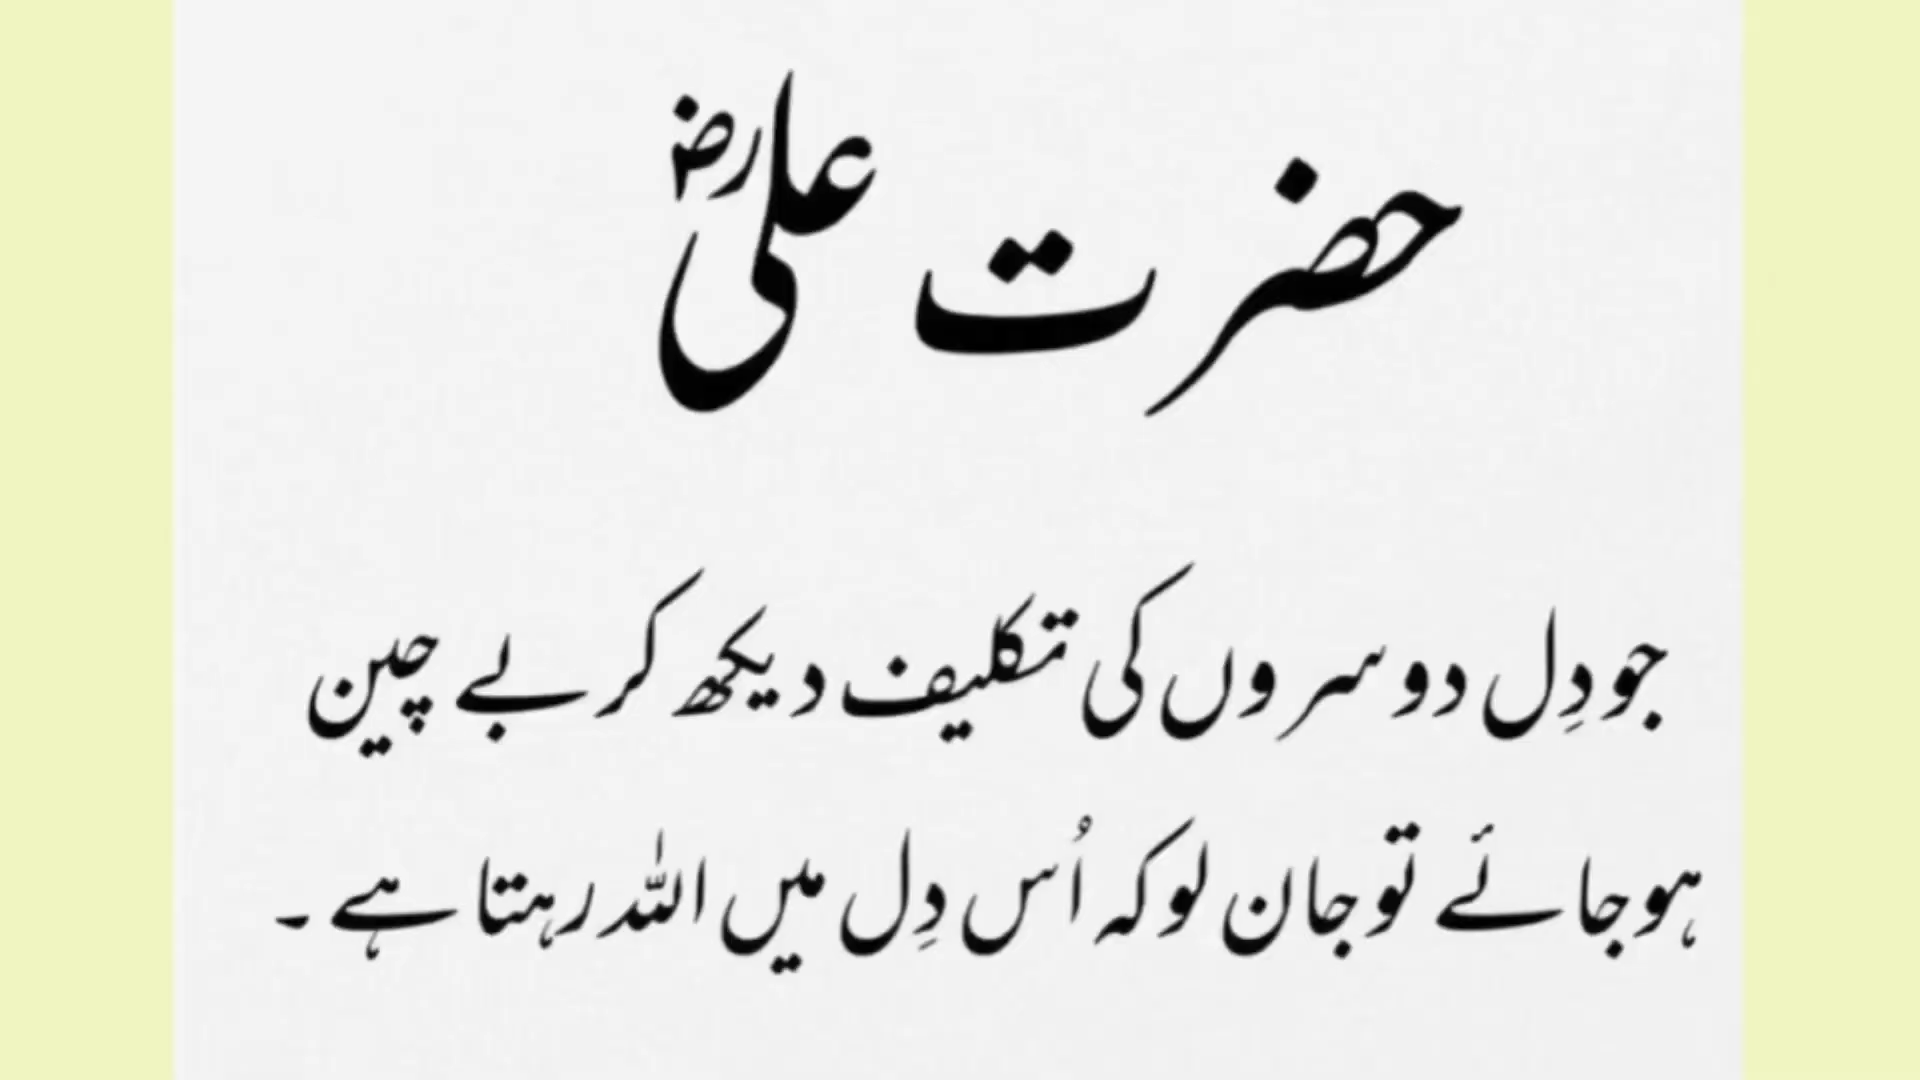 حضرت علیؓ
جو دِل دوسروں کی تکلیف دیکھ کر بے چین
ہو جائے تو جان لو کہ اُس دِل میں اللہ رہتا ہے ۔